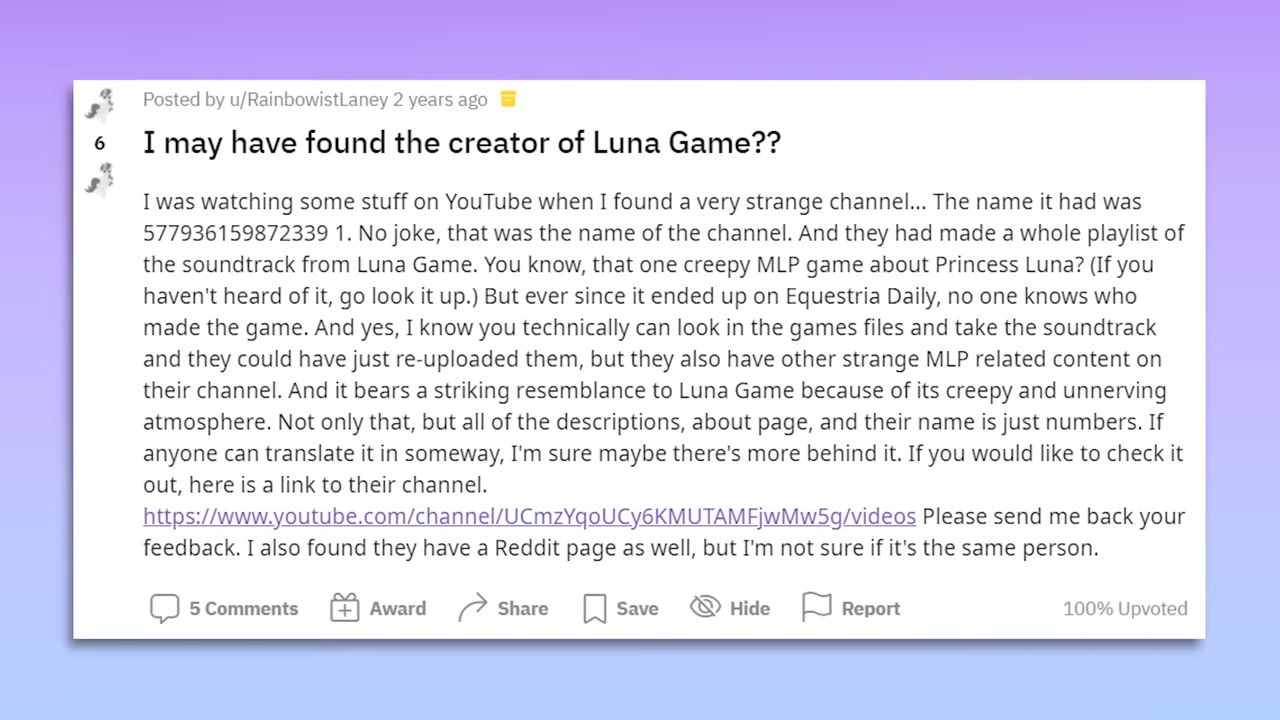 Posted by u/RainbowistLaney 2 years ago
6
I may have found the creator of Luna Game??
I was watching some stuff on YouTube when I found a very strange channel... The name it had was
577936159872339 1. No joke, that was the name of the channel. And they had made a whole playlist of
the soundtrack from Luna Game. You know, that one creepy MLP game about Princess Luna? (If you
haven't heard of it, go look it up.) But ever since it ended up on Equestria Daily, no one knows who
made the game. And yes, I know you technically can look in the games files and take the soundtrack
and they could have just re-uploaded them, but they also have other strange MLP related content on
their channel. And it bears a striking resemblance to Luna Game because of its creepy and unnerving
atmosphere. Not only that, but all of the descriptions, about page, and their name is just numbers. If
anyone can translate it in someway, I'm sure maybe there's more behind it. If you would like to check it
out, here is a link to their channel.
https://www.youtube.com/channel/UCmzYqoUCy6KMUTAMFjwMw5g/videos Please send me back your
feedback. I also found they have a Reddit page as well, but I'm not sure if it's the same person.
5 Comments Award Share Save Hide Report 100% Upvoted